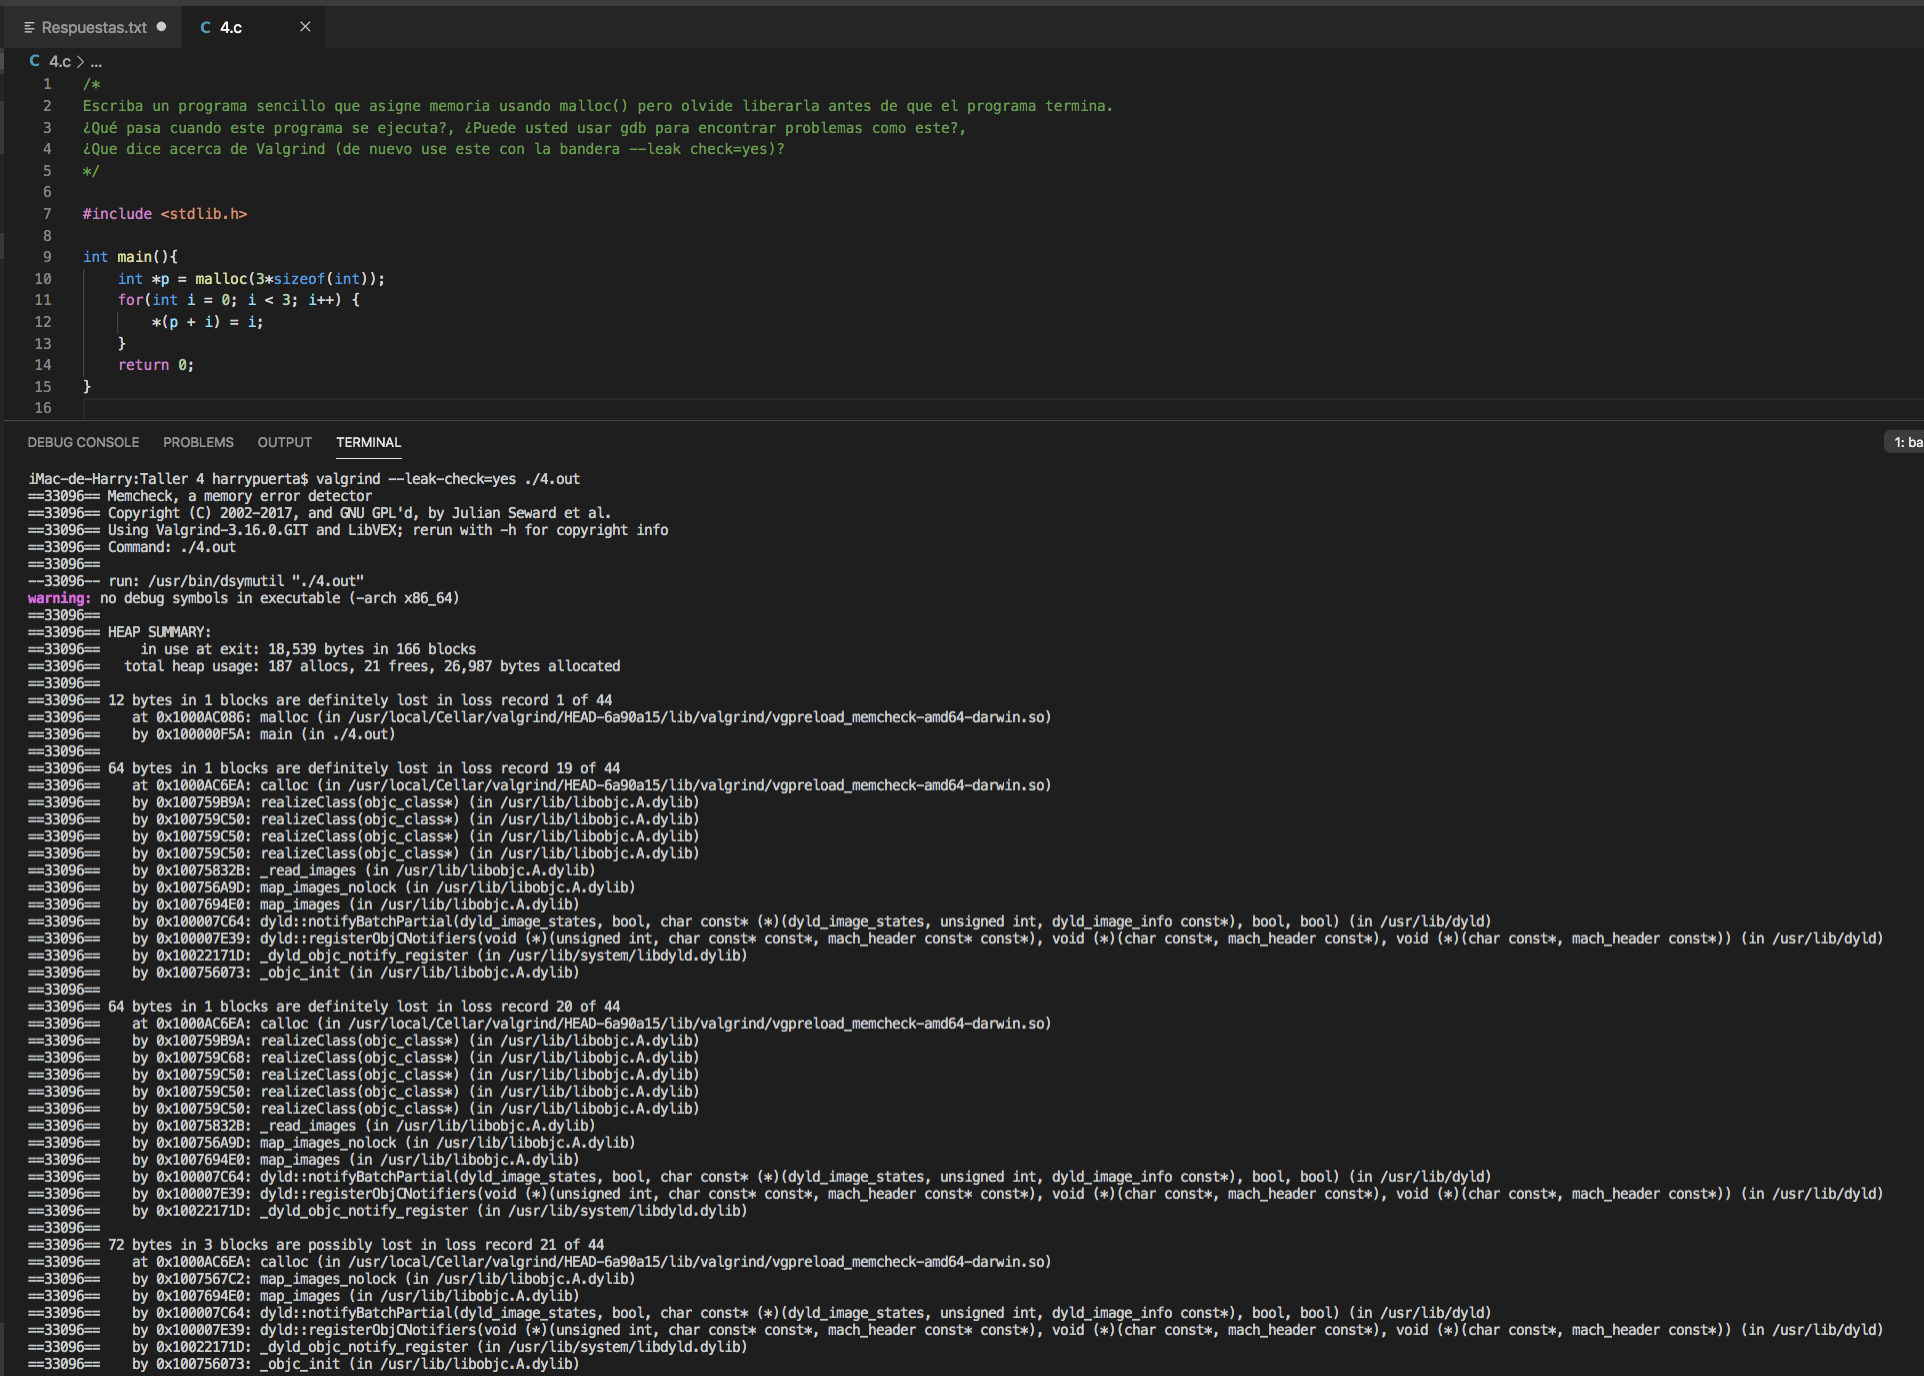 Respuestas.txt
C 4.c
C 4.c > ...
1 /*
2 Escriba un programa sencillo que asigne memoria usando malloc() pero olvide liberarla antes de que el programa termina.
3 ¿Qué pasa cuando este programa se ejecuta?, ¿Puede usted usar gdb para encontrar problemas como este?,
4 ¿Que dice acerca de Valgrind (de nuevo use este con la bandera --leak check=yes)?
5 */
6
7 #include <stdlib.h>
8
9 int main(){
10 int *p = malloc(3*sizeof(int));
11 for(int i = 0; i < 3; i++) {
12 *(p + i) = i;
13 }
14 return 0;
15 }
16
DEBUG CONSOLE PROBLEMS OUTPUT TERMINAL 1: ba
iMac-de-Harry:Taller 4 harrypuerta$ valgrind --leak-check=yes ./4.out
==33096== Memcheck, a memory error detector
==33096== Copyright (C) 2002-2017, and GNU GPL'd, by Julian Seward et al.
==33096== Using Valgrind-3.16.0.GIT and LibVEX; rerun with -h for copyright info
==33096== Command: ./4.out
==33096==
--33096-- run: /usr/bin/dsymutil "./4.out"
warning: no debug symbols in executable (-arch x86_64)
==33096==
==33096== HEAP SUMMARY:
==33096== in use at exit: 18,539 bytes in 166 blocks
==33096== total heap usage: 187 allocs, 21 frees, 26,987 bytes allocated
==33096==
==33096== 12 bytes in 1 blocks are definitely lost in loss record 1 of 44
==33096== at 0x1000AC086: malloc (in /usr/local/Cellar/valgrind/HEAD-6a90a15/lib/valgrind/vgpreload_memcheck-amd64-darwin.so)
==33096== by 0x100000F5A: main (in ./4.out)
==33096==
==33096== 64 bytes in 1 blocks are definitely lost in loss record 19 of 44
==33096== at 0x1000AC6EA: calloc (in /usr/local/Cellar/valgrind/HEAD-6a90a15/lib/valgrind/vgpreload_memcheck-amd64-darwin.so)
==33096== by 0x100759B9A: realizeClass(objc_class*) (in /usr/lib/libobjc.A.dylib)
==33096== by 0x100759C50: realizeClass(objc_class*) (in /usr/lib/libobjc.A.dylib)
==33096== by 0x100759C50: realizeClass(objc_class*) (in /usr/lib/libobjc.A.dylib)
==33096== by 0x100759C50: realizeClass(objc_class*) (in /usr/lib/libobjc.A.dylib)
==33096== by 0x10075832B: _read_images (in /usr/lib/libobjc.A.dylib)
==33096== by 0x100756A9D: map_images_nolock (in /usr/lib/libobjc.A.dylib)
==33096== by 0x1007694E0: map_images (in /usr/lib/libobjc.A.dylib)
==33096== by 0x100007C64: dyld::notifyBatchPartial(dyld_image_states, bool, char const* (*)(dyld_image_states, unsigned int, dyld_image_info const*), bool, bool) (in /usr/lib/dyld)
==33096== by 0x100007E39: dyld::registerObjCNotifiers(void (*)(unsigned int, char const* const*, mach_header const* const*), void (*)(char const*, mach_header const*), void (*)(char const*, mach_header const*)) (in /usr/lib/dyld)
==33096== by 0x10022171D: _dyld_objc_notify_register (in /usr/lib/system/libdyld.dylib)
==33096== by 0x100756073: _objc_init (in /usr/lib/libobjc.A.dylib)
==33096==
==33096== 64 bytes in 1 blocks are definitely lost in loss record 20 of 44
==33096== at 0x1000AC6EA: calloc (in /usr/local/Cellar/valgrind/HEAD-6a90a15/lib/valgrind/vgpreload_memcheck-amd64-darwin.so)
==33096== by 0x100759B9A: realizeClass(objc_class*) (in /usr/lib/libobjc.A.dylib)
==33096== by 0x100759C68: realizeClass(objc_class*) (in /usr/lib/libobjc.A.dylib)
==33096== by 0x100759C50: realizeClass(objc_class*) (in /usr/lib/libobjc.A.dylib)
==33096== by 0x100759C50: realizeClass(objc_class*) (in /usr/lib/libobjc.A.dylib)
==33096== by 0x100759C50: realizeClass(objc_class*) (in /usr/lib/libobjc.A.dylib)
==33096== by 0x10075832B: _read_images (in /usr/lib/libobjc.A.dylib)
==33096== by 0x100756A9D: map_images_nolock (in /usr/lib/libobjc.A.dylib)
==33096== by 0x1007694E0: map_images (in /usr/lib/libobjc.A.dylib)
==33096== by 0x100007C64: dyld::notifyBatchPartial(dyld_image_states, bool, char const* (*)(dyld_image_states, unsigned int, dyld_image_info const*), bool, bool) (in /usr/lib/dyld)
==33096== by 0x100007E39: dyld::registerObjCNotifiers(void (*)(unsigned int, char const* const*, mach_header const* const*), void (*)(char const*, mach_header const*), void (*)(char const*, mach_header const*)) (in /usr/lib/dyld)
==33096== by 0x10022171D: _dyld_objc_notify_register (in /usr/lib/system/libdyld.dylib)
==33096==
==33096== 72 bytes in 3 blocks are possibly lost in loss record 21 of 44
==33096== at 0x1000AC6EA: calloc (in /usr/local/Cellar/valgrind/HEAD-6a90a15/lib/valgrind/vgpreload_memcheck-amd64-darwin.so)
==33096== by 0x1007567C2: map_images_nolock (in /usr/lib/libobjc.A.dylib)
==33096== by 0x1007694E0: map_images (in /usr/lib/libobjc.A.dylib)
==33096== by 0x100007C64: dyld::notifyBatchPartial(dyld_image_states, bool, char const* (*)(dyld_image_states, unsigned int, dyld_image_info const*), bool, bool) (in /usr/lib/dyld)
==33096== by 0x100007E39: dyld::registerObjCNotifiers(void (*)(unsigned int, char const* const*, mach_header const* const*), void (*)(char const*, mach_header const*), void (*)(char const*, mach_header const*)) (in /usr/lib/dyld)
==33096== by 0x10022171D: _dyld_objc_notify_register (in /usr/lib/system/libdyld.dylib)
==33096== by 0x100756073: _objc_init (in /usr/lib/libobjc.A.dylib)